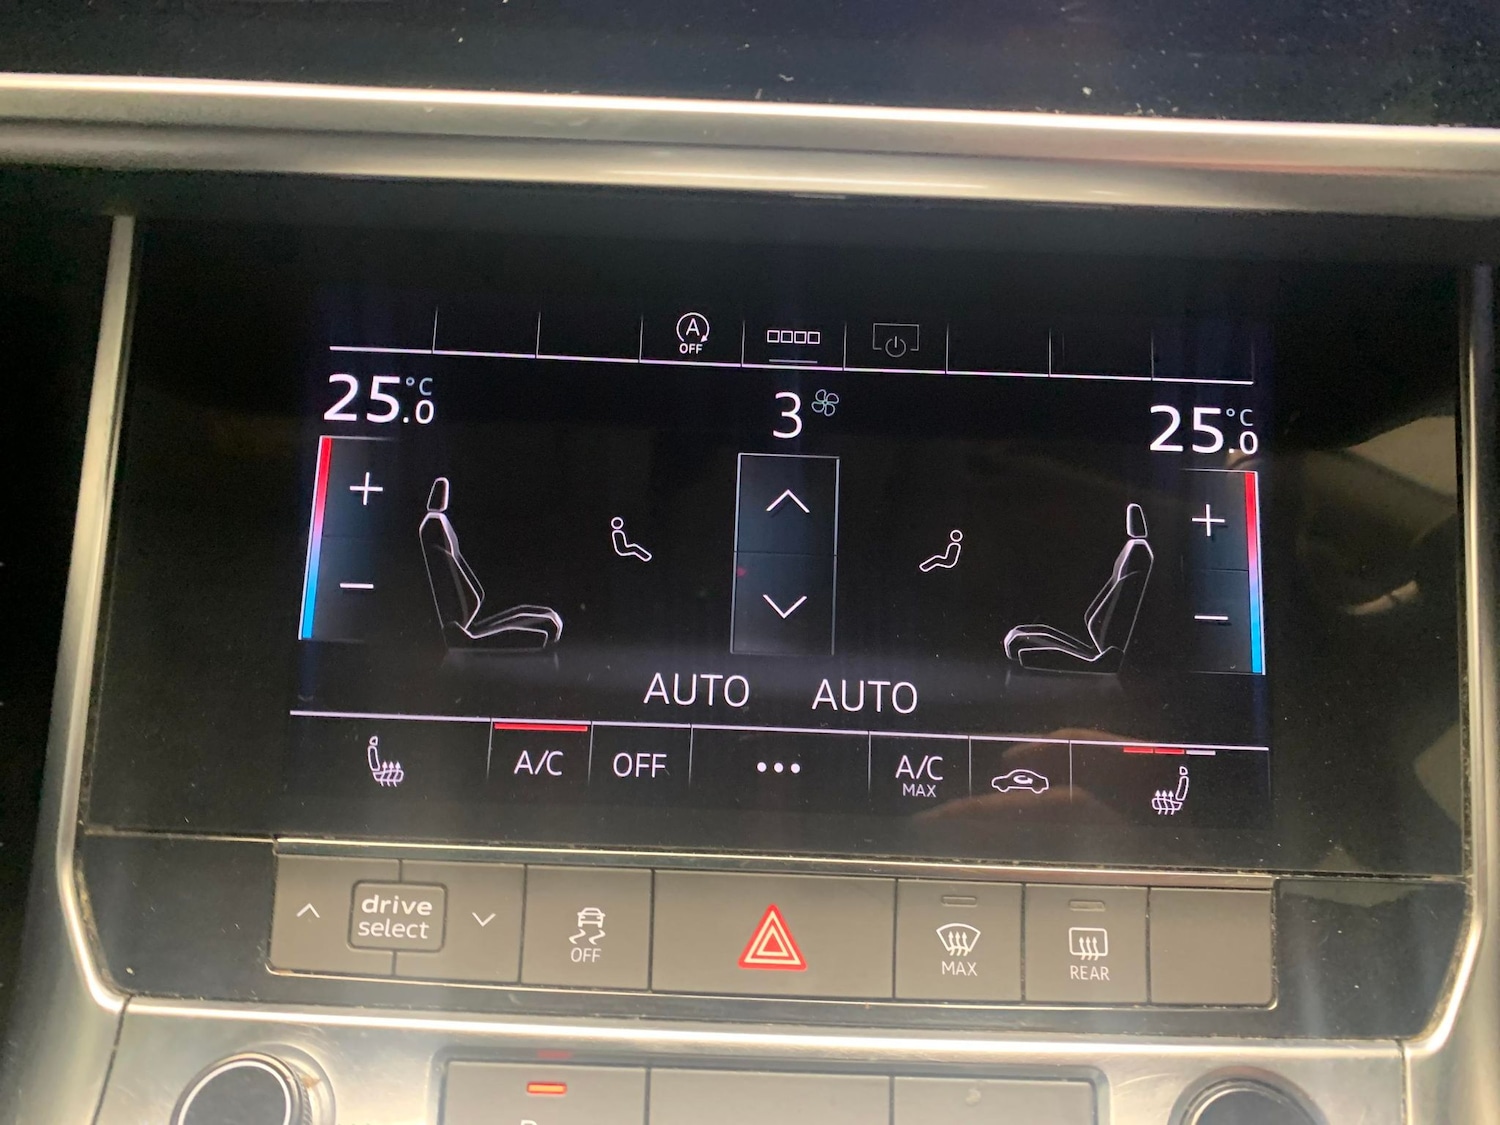 A
OFF
25.0 °C
3
25.0 °C
+
+
−
−
AUTO AUTO
A/C OFF ••• A/C
MAX
drive
select
OFF
MAX
REAR